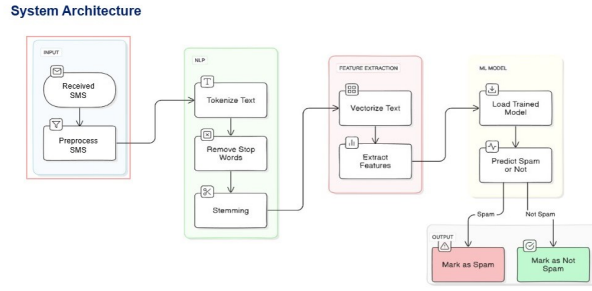 System Architecture
INPUT
Received
SMS
Preprocess
SMS
NLP
Tokenize Text
Remove Stop
Words
Stemming
FEATURE EXTRACTION
Vectorize Text
Extract
Features
ML MODEL
Load Trained
Model
Predict Spam
or Not
Spam
Not Spam
OUTPUT
Mark as Spam
Mark as Not
Spam